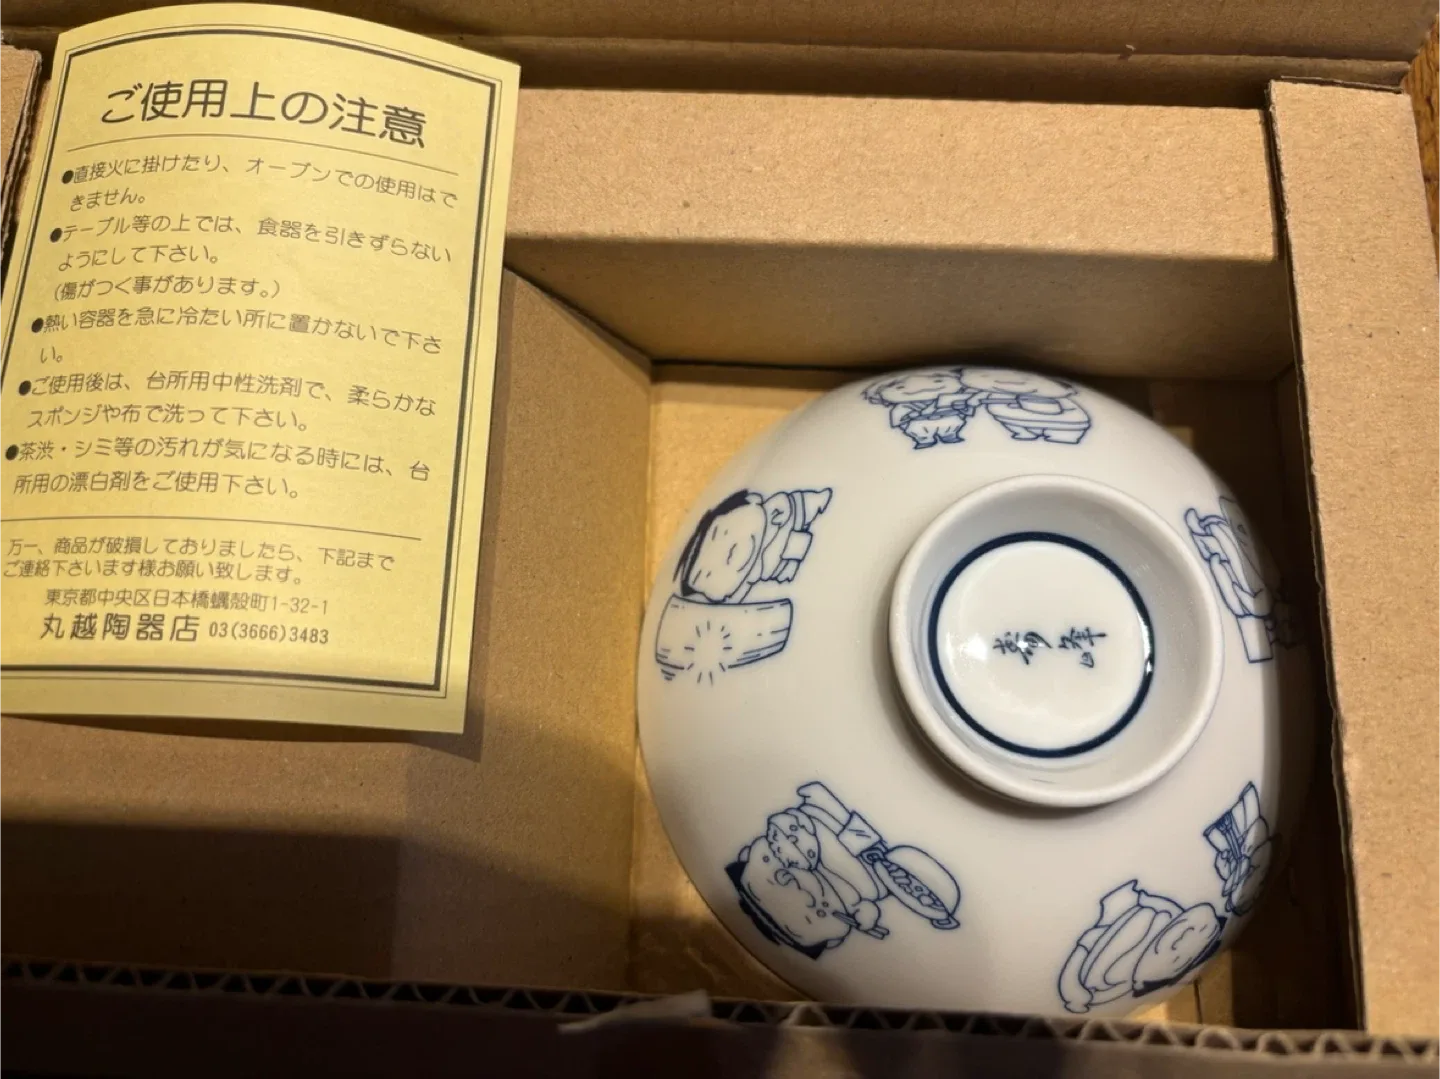 ご使用上の注意
●直接火に掛けたり、オーブンでの使用はで
きません。
●テーブル等の上では、食器を引きずらない
ようにして下さい。
(傷がつく事があります。)
●熱い容器を急に冷たい所に置かないで下さ
い。
●ご使用後は、台所用中性洗剤で、柔らかな
スポンジや布で洗って下さい。
●茶渋・シミ等の汚れが気になる時には、台
所用の漂白剤をご使用下さい。
万一、商品が破損しておりましたら、下記まで
ご連絡下さいます様お願い致します。
東京都中央区日本橋蠣殻町1-32-1
丸越陶器店 03(3666)3483